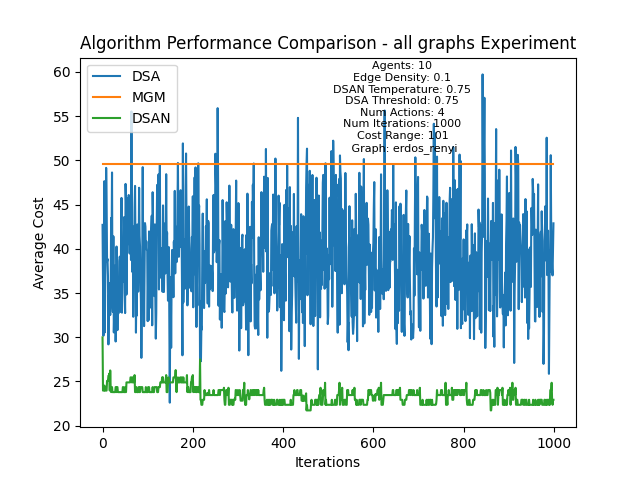 Algorithm Performance Comparison - all graphs Experiment
DSA
MGM
DSAN
Agents: 10
Edge Density: 0.1
DSAN Temperature: 0.75
DSA Threshold: 0.75
Num Actions: 4
Num Iterations: 1000
Cost Range: 101
Graph: erdos_renyi
60
55
50
45
40
35
30
25
20
Average Cost
0
200
400
600
800
1000
Iterations